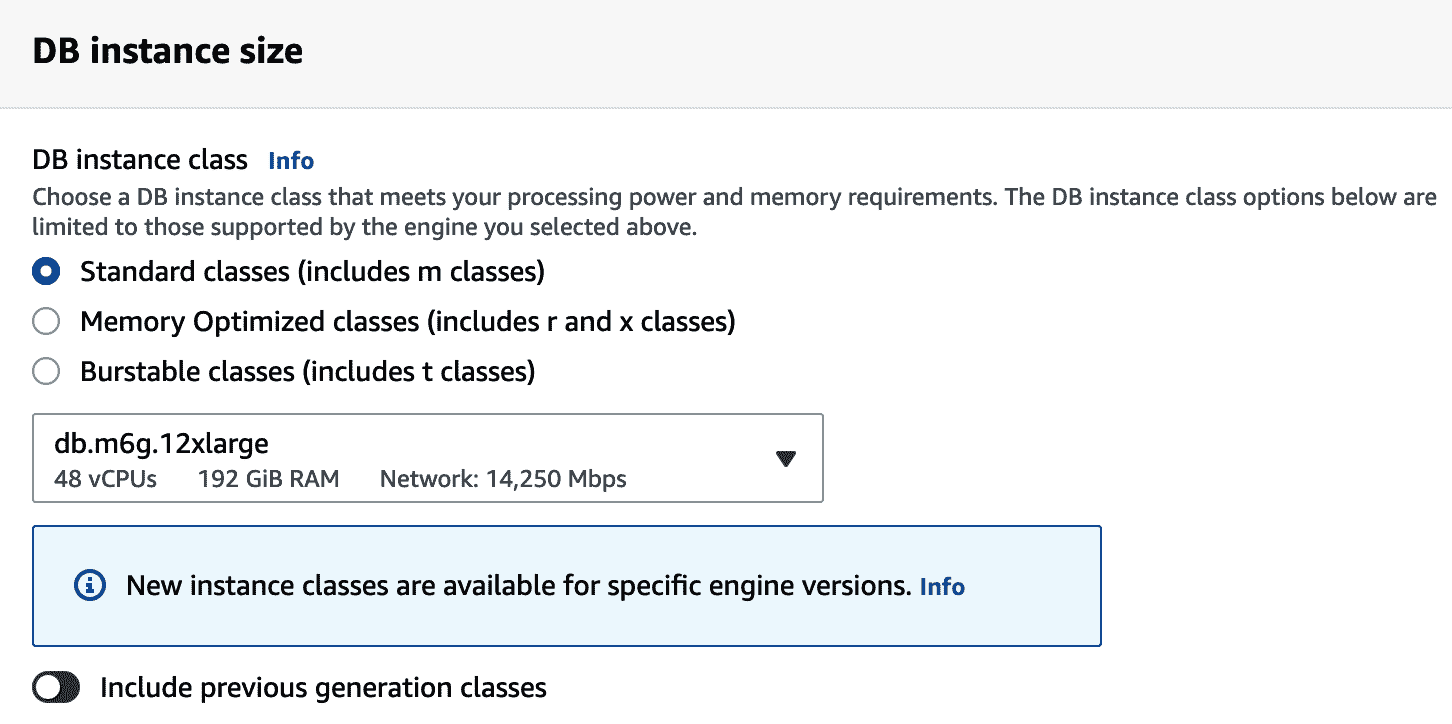 DB instance size
DB instance class Info
Choose a DB instance class that meets your processing power and memory requirements. The DB instance class options below are
limited to those supported by the engine you selected above.
Standard classes (includes m classes)
Memory Optimized classes (includes r and x classes)
Burstable classes (includes t classes)
db.m6g.12xlarge
48 vCPUs 192 GiB RAM Network: 14,250 Mbps
New instance classes are available for specific engine versions. Info
Include previous generation classes